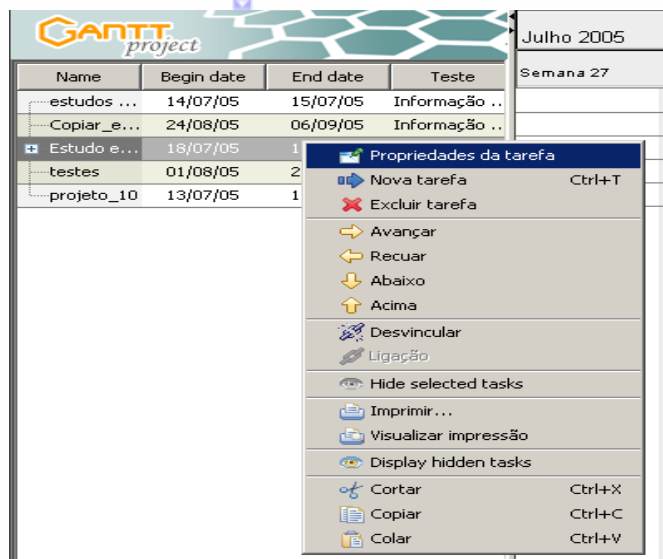 GANTT
project
Julho 2005
Semana 27
Name Begin date End date Teste
estudos ... 14/07/05 15/07/05 Informação ..
Copiar_e... 24/08/05 06/09/05 Informação ..
Estudo e... 18/07/05 1
testes 01/08/05 2
projeto_10 13/07/05 1
Propriedades da tarefa
Nova tarefa Ctrl+T
Excluir tarefa
Avançar
Recuar
Abaixo
Acima
Desvincular
Ligação
Hide selected tasks
Imprimir...
Visualizar impressão
Display hidden tasks
Cortar Ctrl+X
Copiar Ctrl+C
Colar Ctrl+V